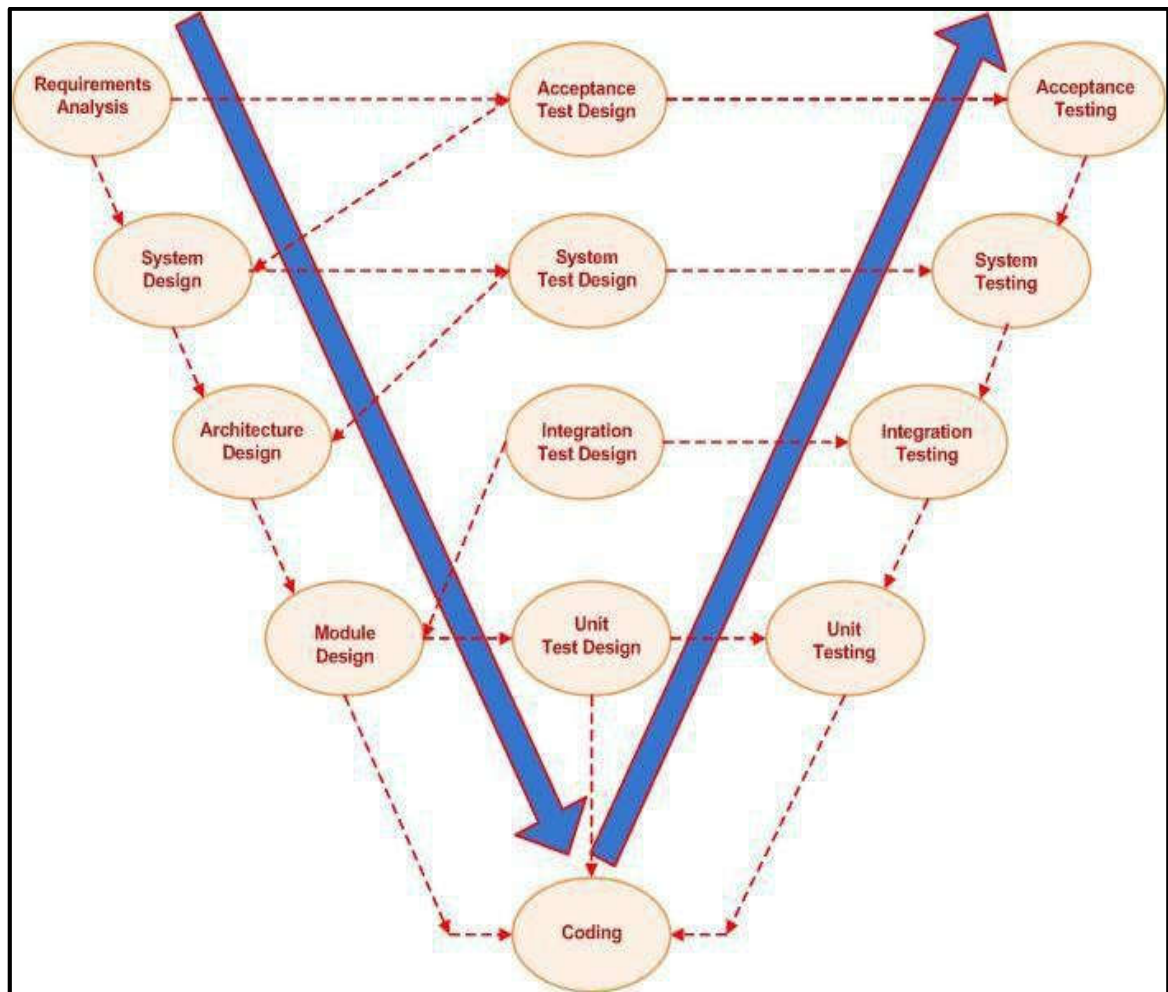 Requirements
Analysis
Acceptance
Test Design
Acceptance
Testing
System
Design
System
Test Design
System
Testing
Architecture
Design
Integration
Test Design
Integration
Testing
Module
Design
Unit
Test Design
Unit
Testing
Coding